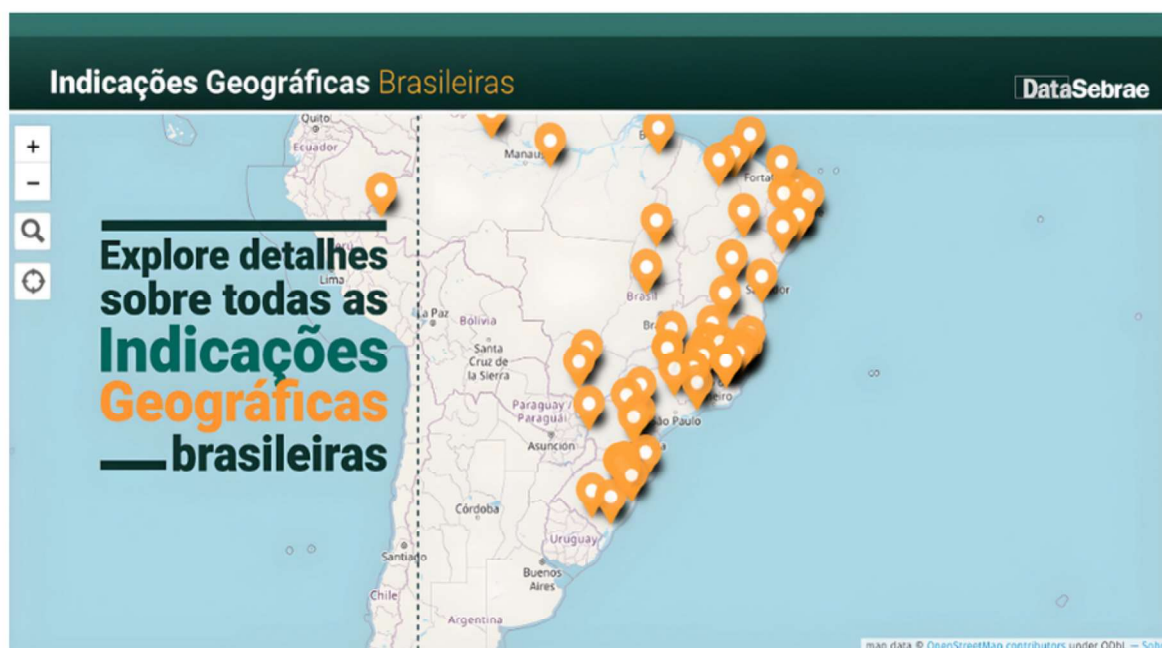 Indicações Geográficas Brasileiras
DataSebrae
+
−
Quito
Ecuador
Manaus
Explore detalhes
sobre todas as
Indicações
Geográficas
brasileiras
Lima
La Paz
Bolivia
Santa
Cruz de
la Sierra
Brasil
Paraguay /
Paraguái
Asunción
São Paulo
Córdoba
Uruguay
Santiago
Buenos
Aires
Chile
Argentina
map data © OpenStreetMap contributors under ODbL —